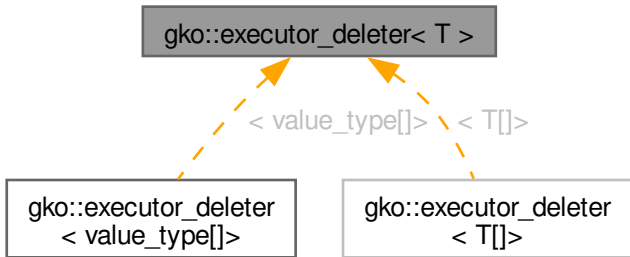 gko::executor_deleter< T >
< value_type[]>
< T[]>
gko::executor_deleter
< value_type[]>
gko::executor_deleter
< T[]>